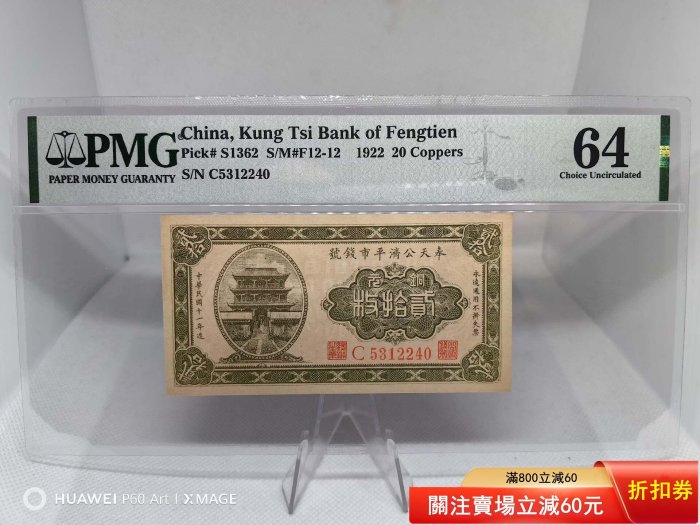 PMG
PAPER MONEY GUARANTY
China, Kung Tsi Bank of Fengtien
Pick# S1362 S/M#F12-12 1922 20 Coppers
S/N C5312240
64
Choice Uncirculated
號錢市平濟公天奉
元銅
枚拾貳
中華民國十一年造
C 5312240
HUAWEI P60 Art | XMAGE
滿800立減60
關注賣場立減60元
折扣券